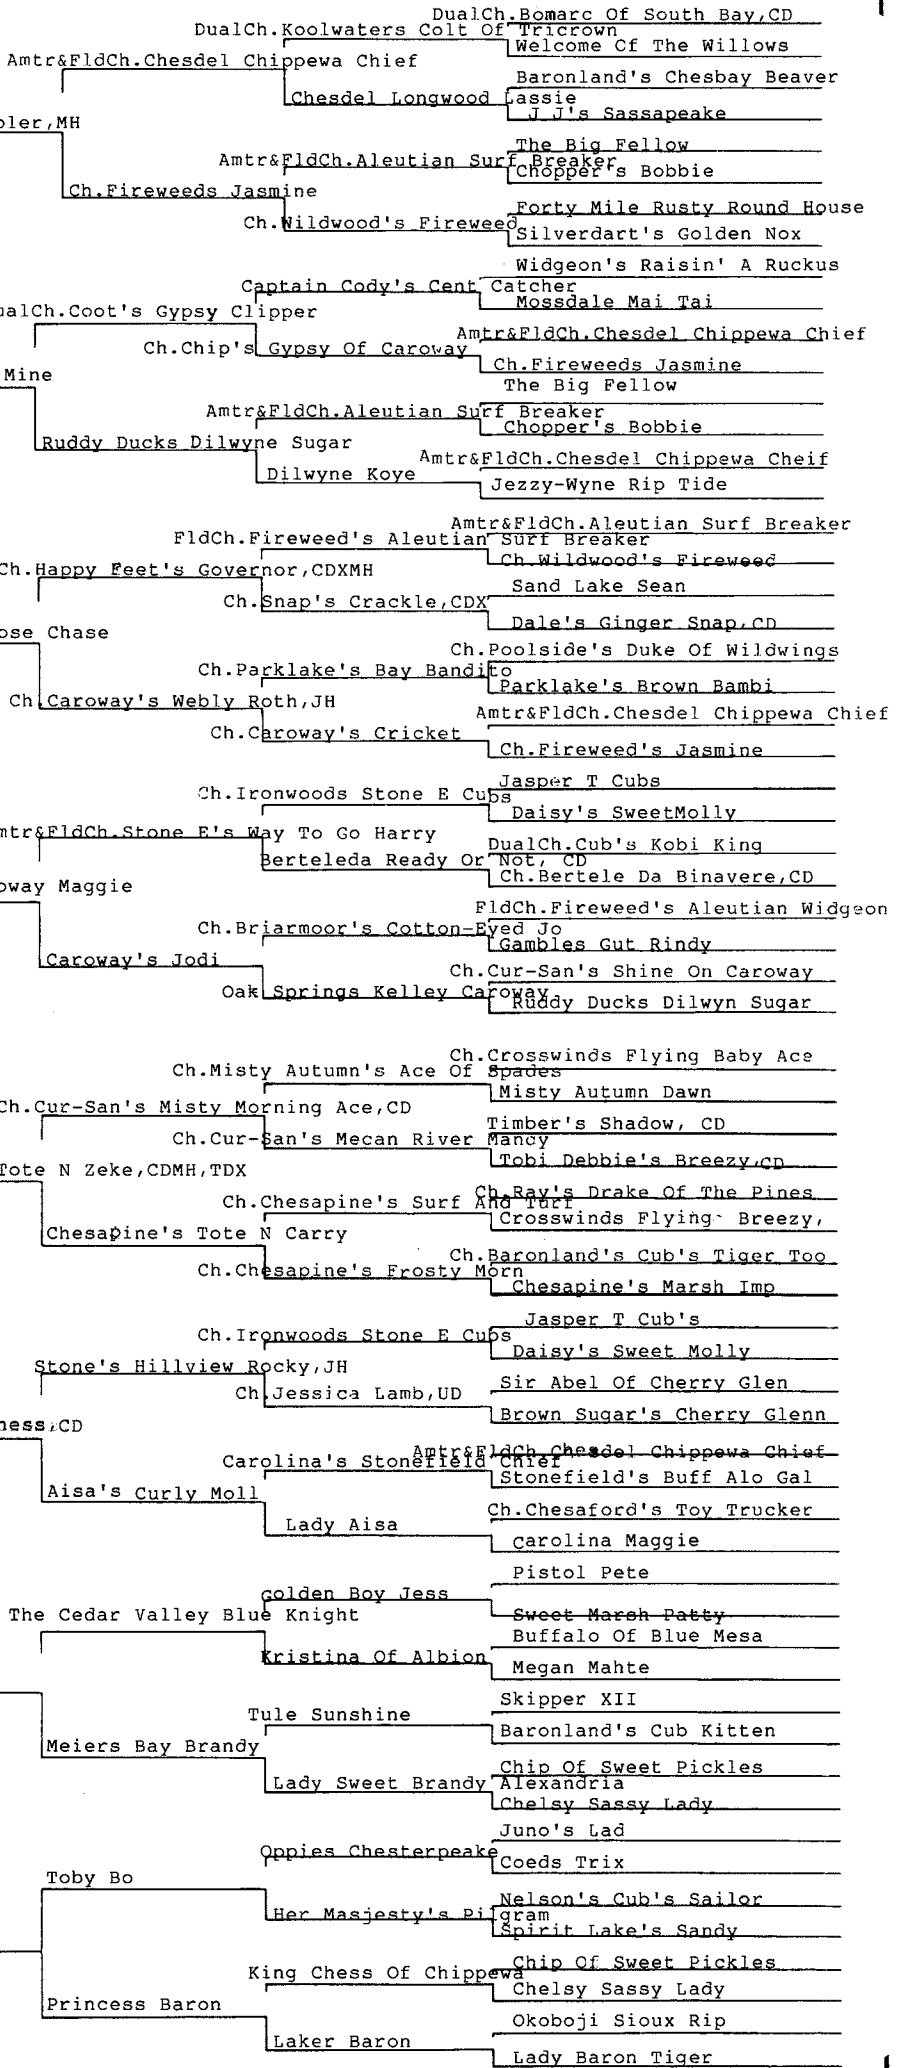 DualCh.Bomarc Of South Bay,CD
DualCh.Koolwaters Colt Of Tricrown
Welcome Of The Willows
Amtr&FldCh.Chesdel Chippewa Chief
Baronland's Chesbay Beaver
Chesdel Longwood Lassie
J J's Sassapeake
oler,MH
The Big Fellow
Amtr&FldCh.Aleutian Surf Breaker
Chopper's Bobbie
Ch.Fireweeds Jasmine
Forty Mile Rusty Round House
Ch.Wildwood's Fireweed
Silverdart's Golden Nox
Widgeon's Raisin' A Ruckus
Captain Cody's Cent Catcher
Mossdale Mai Tai
ualCh.Coot's Gypsy Clipper
Amtr&FldCh.Chesdel Chippewa Chief
Ch.Chip's Gypsy Of Caroway
Ch.Fireweeds Jasmine
Mine
The Big Fellow
Amtr&FldCh.Aleutian Surf Breaker
Chopper's Bobbie
Ruddy Ducks Dilwyne Sugar
Amtr&FldCh.Chesdel Chippewa Cheif
Dilwyne Koye
Jezzy-Wyne Rip Tide
Amtr&FldCh.Aleutian Surf Breaker
FldCh.Fireweed's Aleutian Surf Breaker
Ch.Wildwood's Fireweed
Ch.Happy Feet's Governor,CDXMH
Sand Lake Sean
Ch.Snap's Crackle,CDX
Dale's Ginger Snap,CD
ose Chase
Ch.Poolside's Duke Of Wildwings
Ch.Parklake's Bay Bandito
Parklake's Brown Bambi
Ch.Caroway's Webly Roth,JH
Amtr&FldCh.Chesdel Chippewa Chief
Ch.Caroway's Cricket
Ch.Fireweed's Jasmine
Jasper T Cubs
Ch.Ironwoods Stone E Cubs
Daisy's SweetMolly
mtr&FldCh.Stone E's Way To Go Harry
DualCh.Cub's Kobi King
Berteleda Ready Or Not, CD
Ch.Bertele Da Binavere,CD
oway Maggie
FldCh.Fireweed's Aleutian Widgeon
Ch.Briarmoor's Cotton-Eyed Jo
Gambles Gut Rindy
Caroway's Jodi
Ch.Cur-San's Shine On Caroway
Oak Springs Kelley Caroway
Ruddy Ducks Dilwyn Sugar
Ch.Crosswinds Flying Baby Ace
Ch.Misty Autumn's Ace Of Spades
Misty Autumn Dawn
Ch.Cur-San's Misty Morning Ace,CD
Timber's Shadow, CD
Ch.Cur-San's Mecan River Mandy
Tobi Debbie's Breezy,CD
Tote N Zeke,CDMH,TDX
Ch.Ray's Drake Of The Pines
Ch.Chesapine's Surf And Turf
Crosswinds Flying Breezy,
Chesapine's Tote N Carry
Ch.Baronland's Cub's Tiger Too
Ch.Chesapine's Frosty Morn
Chesapine's Marsh Imp
Jasper T Cub's
Ch.Ironwoods Stone E Cubs
Daisy's Sweet Molly
Stone's Hillview Rocky,JH
Sir Abel Of Cherry Glen
Ch.Jessica Lamb,UD
Brown Sugar's Cherry Glenn
ness,CD
Amtr&FldCh.Chesdel Chippewa Chief
Carolina's Stonefield Chief
Stonefield's Buff Alo Gal
Aisa's Curly Moll
Ch.Chesaford's Toy Trucker
Lady Aisa
Carolina Maggie
Pistol Pete
Golden Boy Jess
Sweet Marsh Patty
The Cedar Valley Blue Knight
Buffalo Of Blue Mesa
Kristina Of Albion
Megan Mahte
Skipper XII
Tule Sunshine
Baronland's Cub Kitten
Meiers Bay Brandy
Chip Of Sweet Pickles
Lady Sweet Brandy Alexandria
Chelsy Sassy Lady
Juno's Lad
Oppies Chesterpeake
Coeds Trix
Toby Bo
Nelson's Cub's Sailor
Her Masjesty's Pilgram
Spirit Lake's Sandy
Chip Of Sweet Pickles
King Chess Of Chippewa
Chelsy Sassy Lady
Princess Baron
Okoboji Sioux Rip
Laker Baron
Lady Baron Tiger